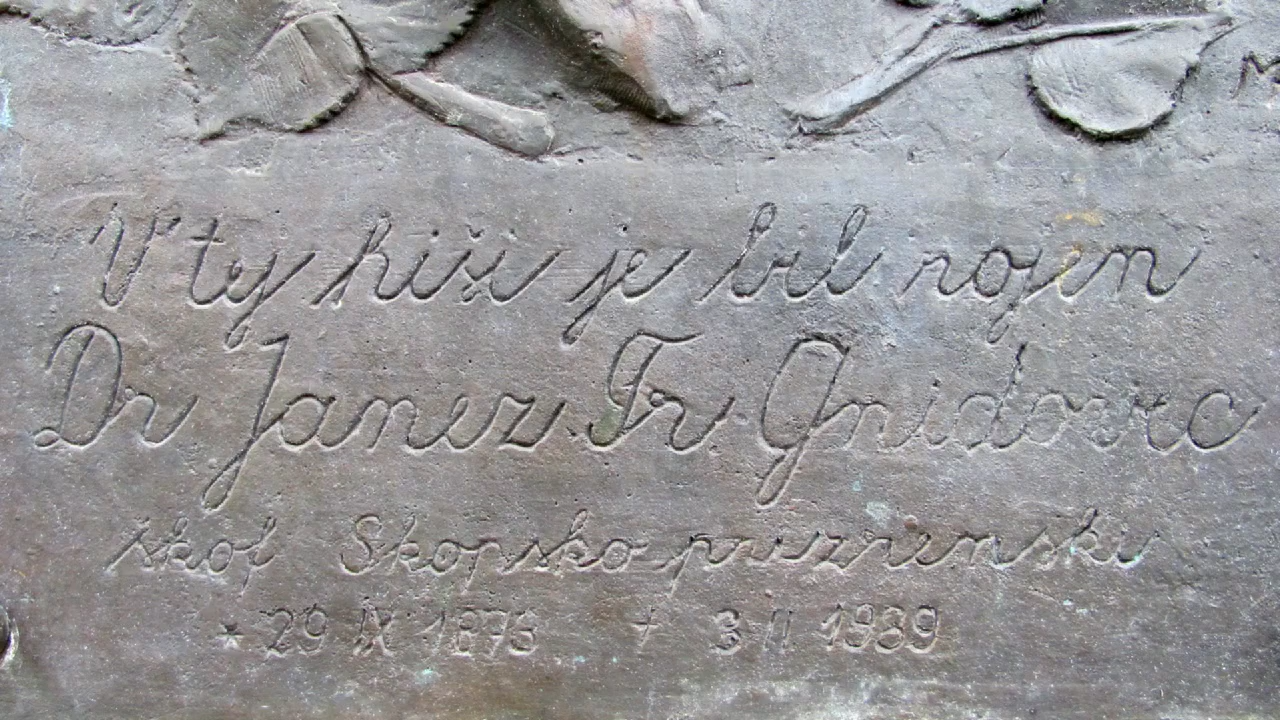 V tej hiši je bil rojen
Dr Janez Fr. Gnidovec
škof Skopsko prizrenski
* 29 IX 1873 † 3 II 1939